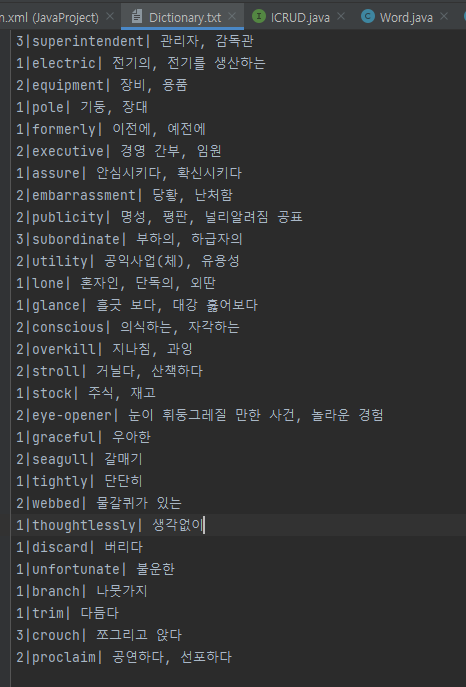 n.xml (JavaProject) Dictionary.txt ICRUD.java Word.java
3|superintendent| 관리자, 감독관
1|electric| 전기의, 전기를 생산하는
2|equipment| 장비, 용품
1|pole| 기둥, 장대
1|formerly| 이전에, 예전에
2|executive| 경영 간부, 임원
1|assure| 안심시키다, 확신시키다
2|embarrassment| 당황, 난처함
2|publicity| 명성, 평판, 널리알려짐 공표
3|subordinate| 부하의, 하급자의
2|utility| 공익사업(체), 유용성
1|lone| 혼자인, 단독의, 외딴
1|glance| 흘긋 보다, 대강 훑어보다
2|conscious| 의식하는, 자각하는
2|overkill| 지나침, 과잉
2|stroll| 거닐다, 산책하다
1|stock| 주식, 재고
2|eye-opener| 눈이 휘둥그레질 만한 사건, 놀라운 경험
1|graceful| 우아한
2|seagull| 갈매기
1|tightly| 단단히
2|webbed| 물갈퀴가 있는
1|thoughtlessly| 생각없이
1|discard| 버리다
1|unfortunate| 불운한
1|branch| 나뭇가지
1|trim| 다듬다
3|crouch| 쪼그리고 앉다
2|proclaim| 공연하다, 선포하다